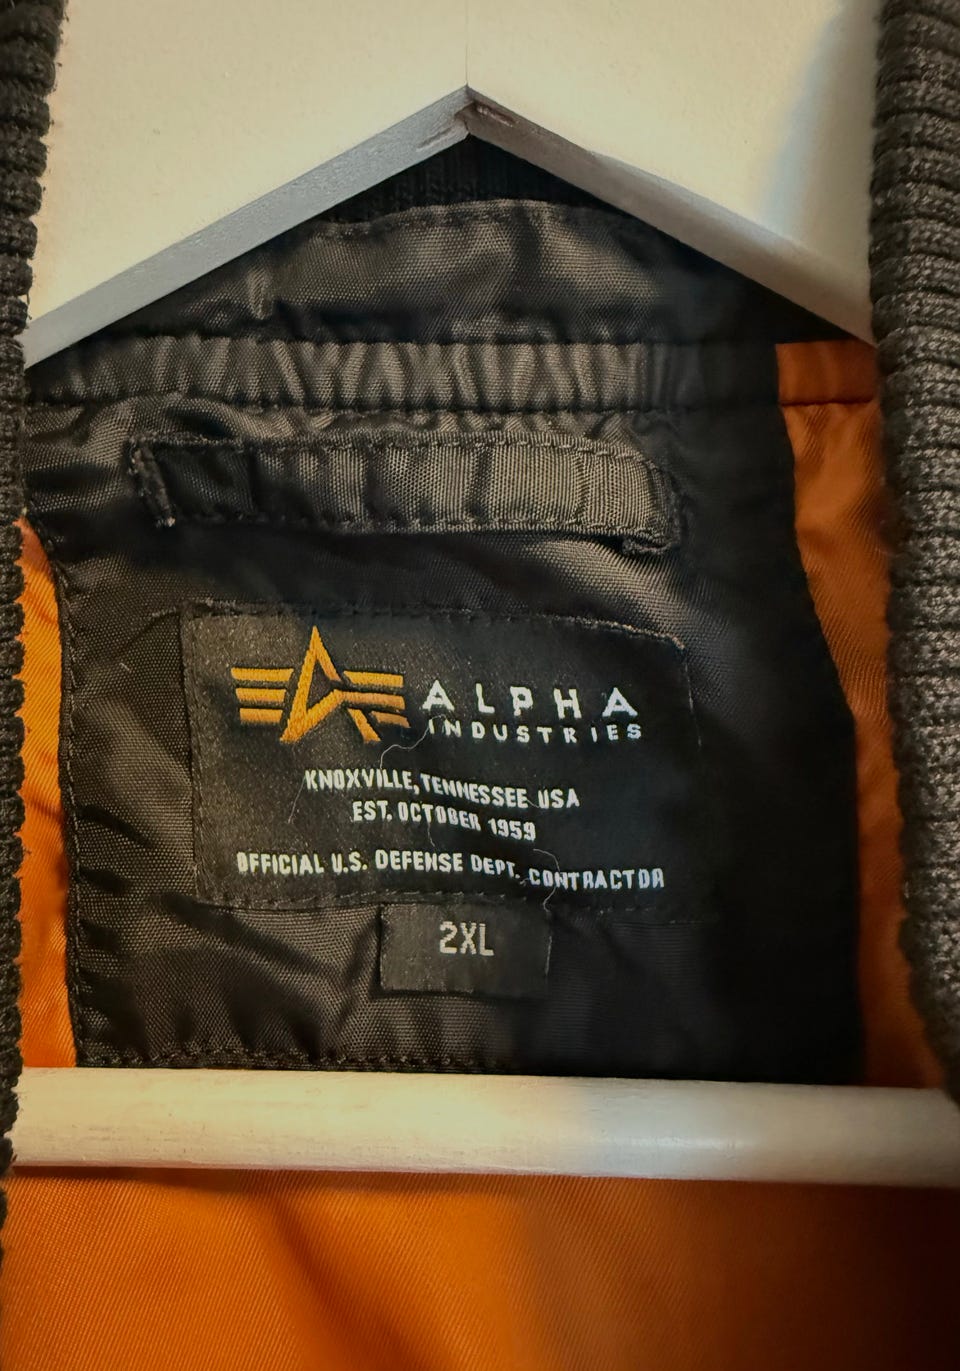 ALPHA
INDUSTRIES
KNOXVILLE, TENNESSEE USA
EST. OCTOBER 1959
OFFICIAL U.S. DEFENSE DEPT. CONTRACTOR
2XL